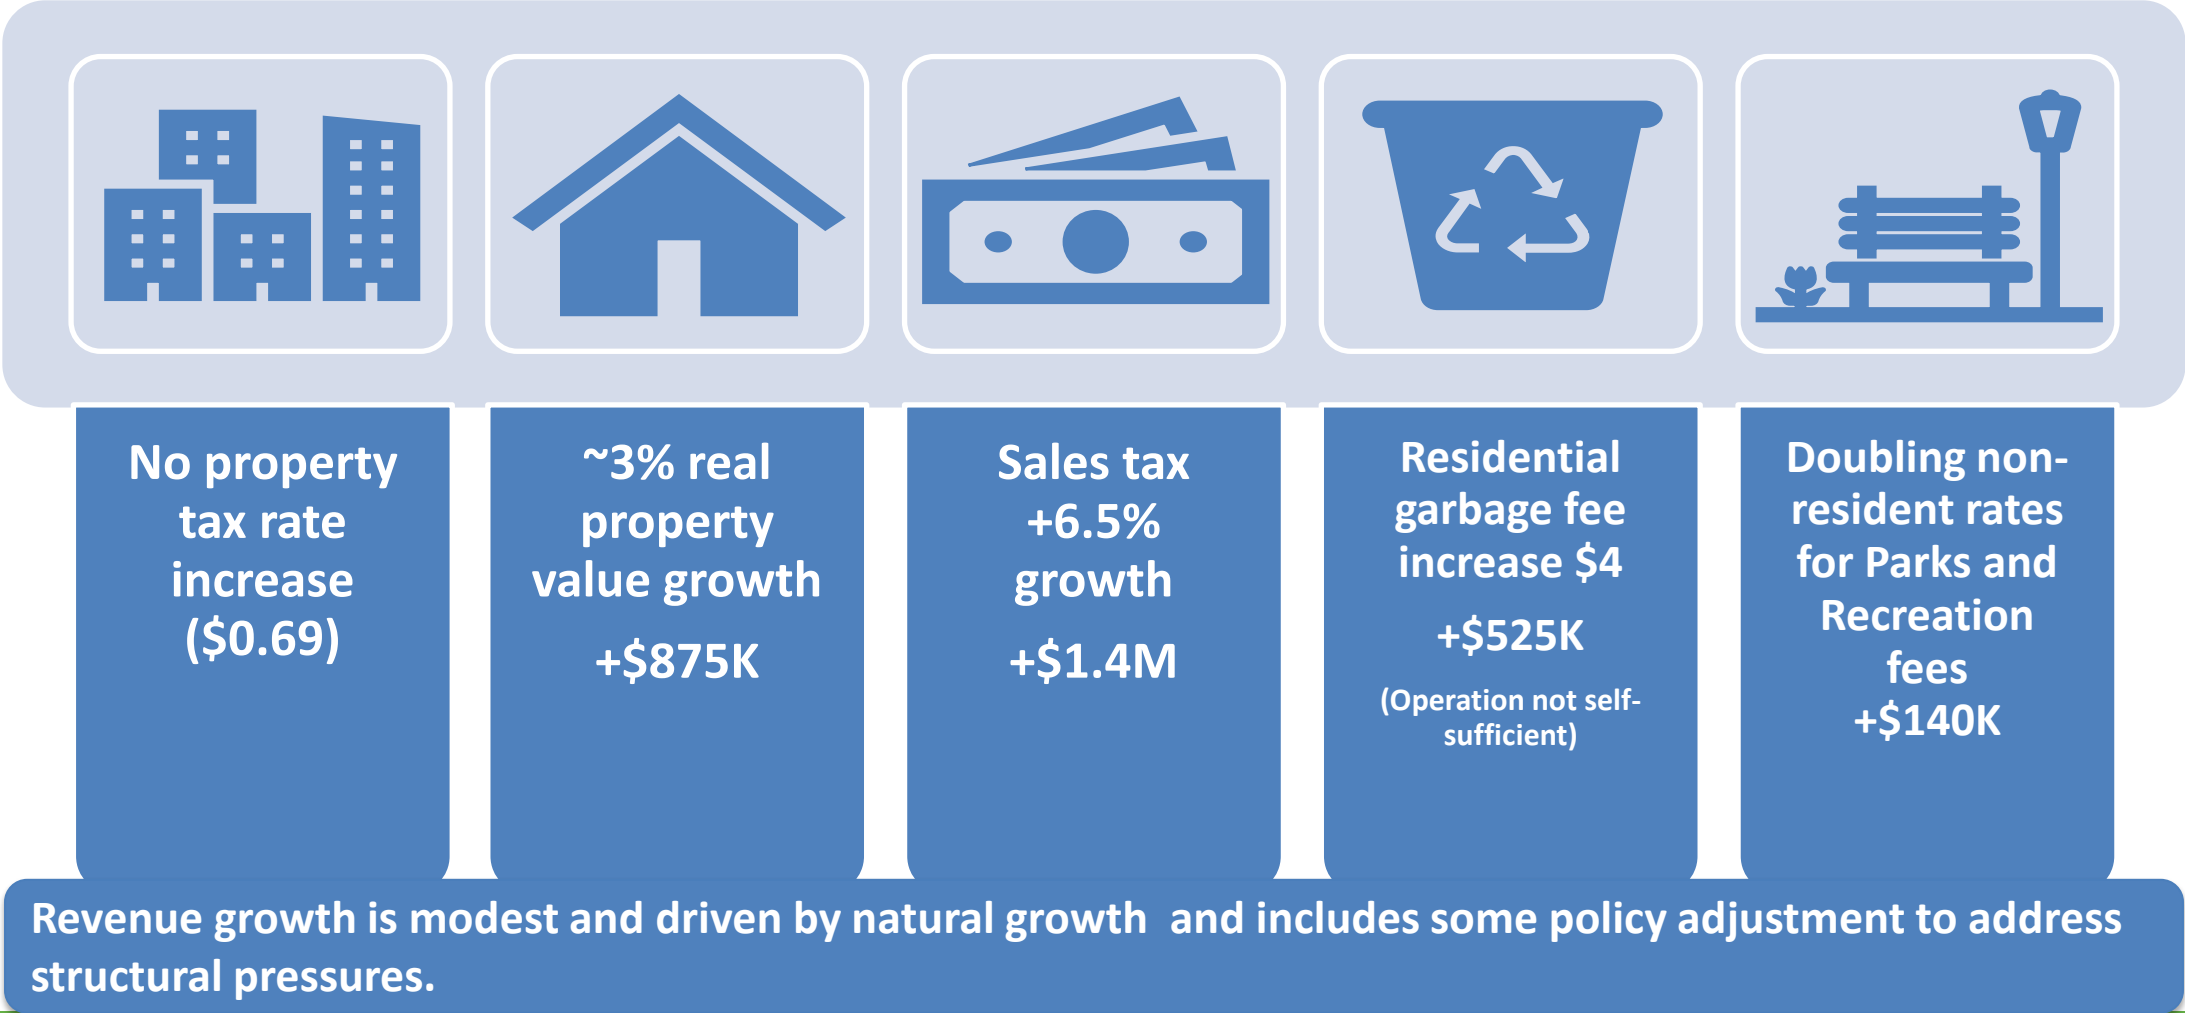 No property
tax rate
increase
($0.69)
~3% real
property
value growth
+$875K
Sales tax
+6.5%
growth
+$1.4M
Residential
garbage fee
increase $4
+$525K
(Operation not self-
sufficient)
Doubling non-
resident rates
for Parks and
Recreation
fees
+$140K
Revenue growth is modest and driven by natural growth  and includes some policy adjustment to address
structural pressures.